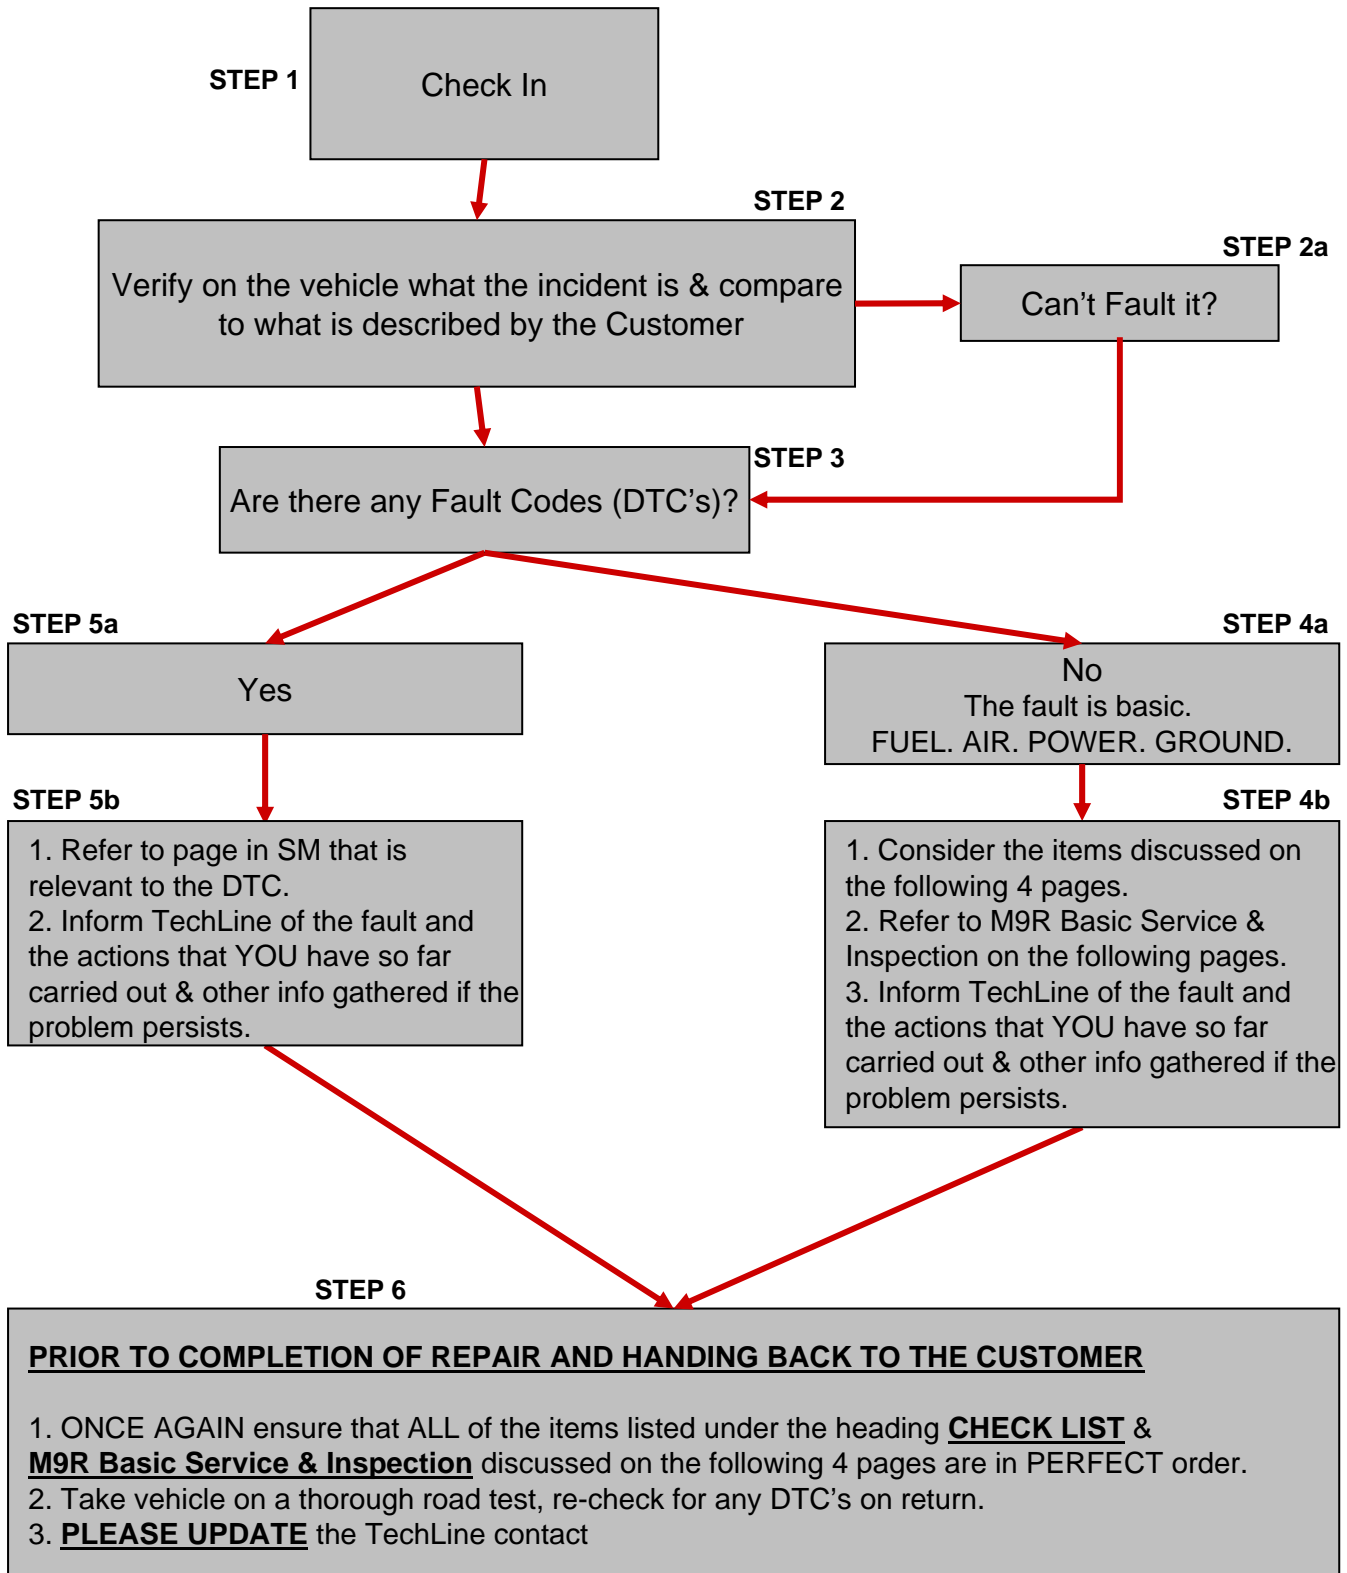 STEP 1
Check In
STEP 2
Verify on the vehicle what the incident is & compare
to what is described by the Customer
STEP 2a
Can't Fault it?
STEP 3
Are there any Fault Codes (DTC's)?
STEP 5a
Yes
STEP 4a
No
The fault is basic.
FUEL. AIR. POWER. GROUND.
STEP 5b
1. Refer to page in SM that is
relevant to the DTC.
2. Inform TechLine of the fault and
the actions that YOU have so far
carried out & other info gathered if the
problem persists.
STEP 4b
1. Consider the items discussed on
the following 4 pages.
2. Refer to M9R Basic Service &
Inspection on the following pages.
3. Inform TechLine of the fault and
the actions that YOU have so far
carried out & other info gathered if the
problem persists.
STEP 6
PRIOR TO COMPLETION OF REPAIR AND HANDING BACK TO THE CUSTOMER
1. ONCE AGAIN ensure that ALL of the items listed under the heading CHECK LIST &
M9R Basic Service & Inspection discussed on the following 4 pages are in PERFECT order.
2. Take vehicle on a thorough road test, re-check for any DTC's on return.
3. PLEASE UPDATE the TechLine contact